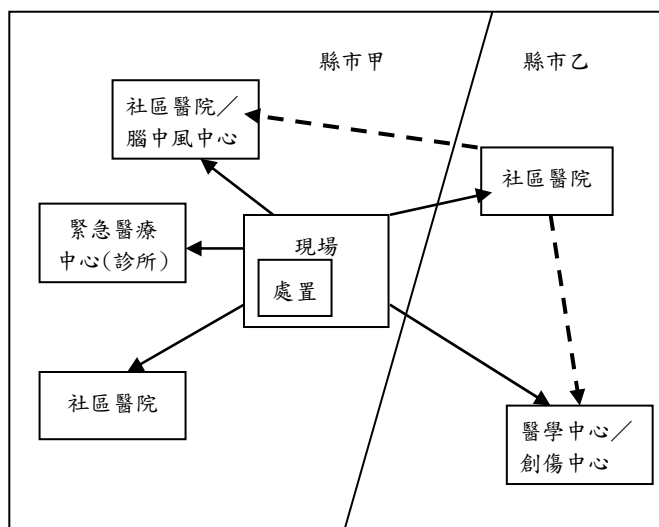 縣市甲
縣市乙
社區醫院／
腦中風中心
社區醫院
緊急醫療
中心(診所)
現場
處置
社區醫院
醫學中心／
創傷中心